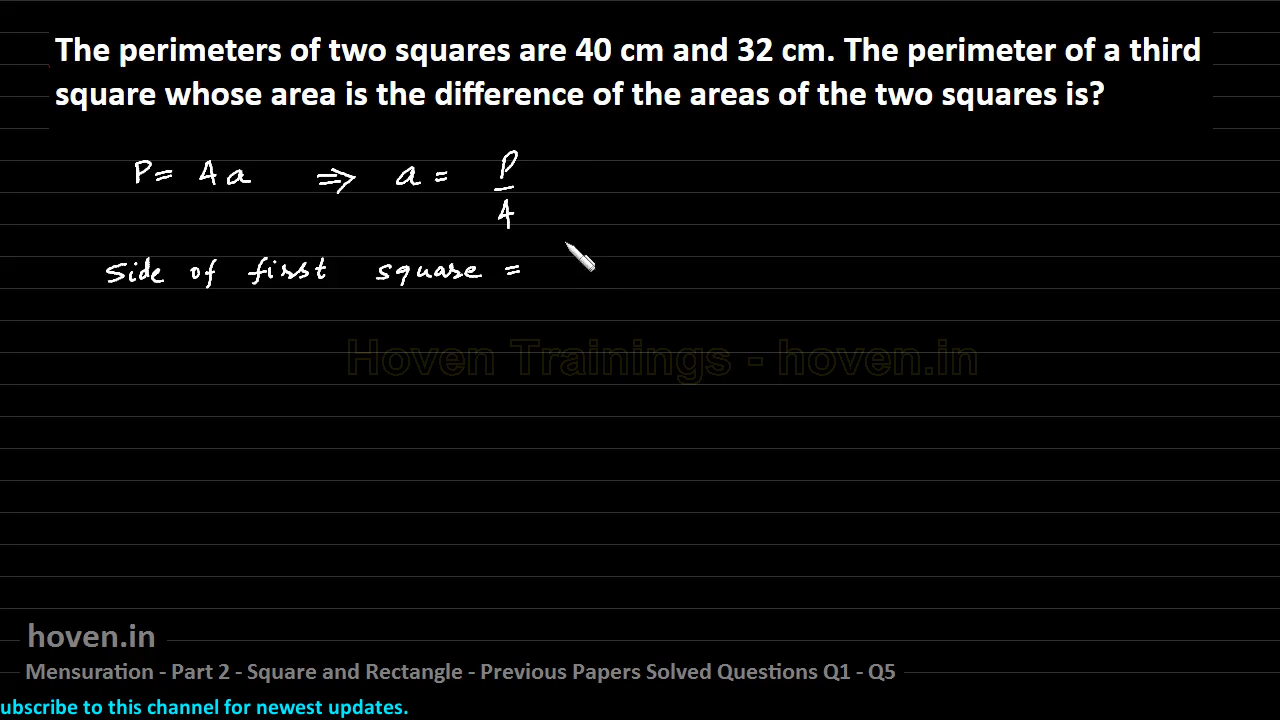 The perimeters of two squares are 40 cm and 32 cm. The perimeter of a third
square whose area is the difference of the areas of the two squares is?
P = 4a ⇒ a = P/4
Side of first square =
Hoven Trainings - hoven.in
hoven.in
Mensuration - Part 2 - Square and Rectangle - Previous Papers Solved Questions Q1 - Q5
ubscribe to this channel for newest updates.